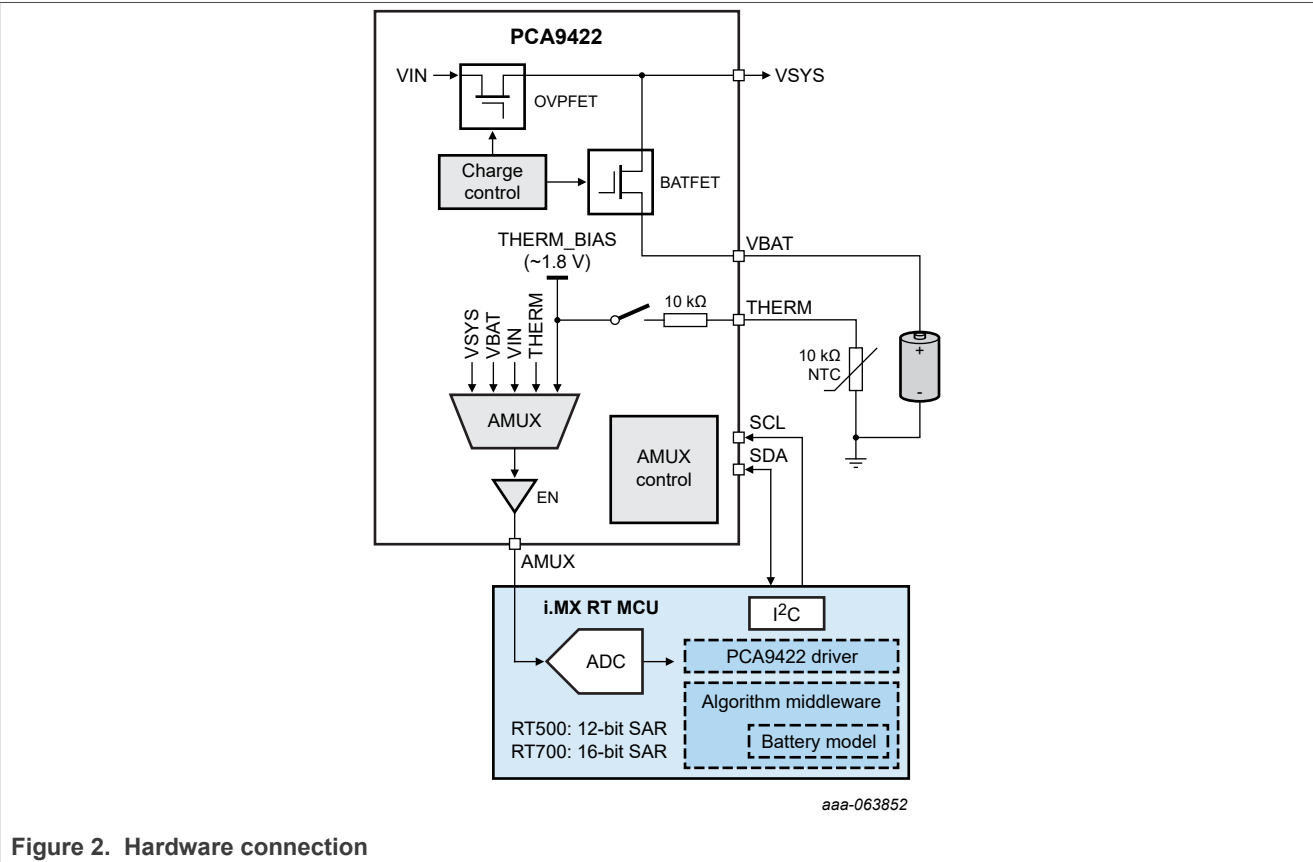 PCA9422
VIN
VSYS
OVPFET
Charge
control
BATFET
THERM_BIAS
(~1.8 V)
VBAT
10 kΩ
THERM
VSYS
VBAT
VIN
THERM
10 kΩ
NTC
+
-
AMUX
SCL
AMUX
control
SDA
EN
AMUX
i.MX RT MCU
I²C
ADC
PCA9422 driver
Algorithm middleware
RT500: 12-bit SAR
RT700: 16-bit SAR
Battery model
aaa-063852
Figure 2. Hardware connection